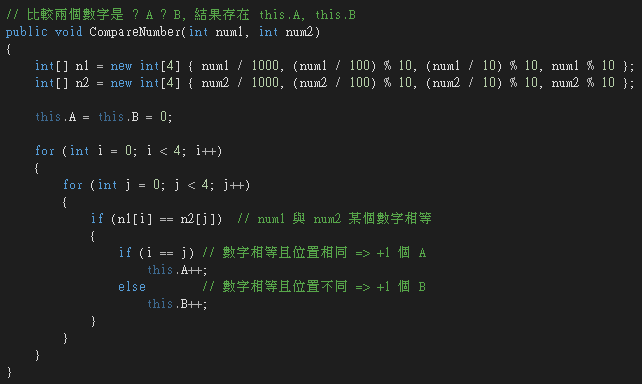 // 比較兩個數字是 ? A ? B, 結果存在 this.A, this.B
public void CompareNumber(int num1, int num2)
{
    int[] n1 = new int[4] { num1 / 1000, (num1 / 100) % 10, (num1 / 10) % 10, num1 % 10 };
    int[] n2 = new int[4] { num2 / 1000, (num2 / 100) % 10, (num2 / 10) % 10, num2 % 10 };

    this.A = this.B = 0;

    for (int i = 0; i < 4; i++)
    {
        for (int j = 0; j < 4; j++)
        {
            if (n1[i] == n2[j])  // num1 與 num2 某個數字相等
            {
                if (i == j) // 數字相等且位置相同 => +1 個 A
                    this.A++;
                else        // 數字相等且位置不同 => +1 個 B
                    this.B++;
            }
        }
    }
}